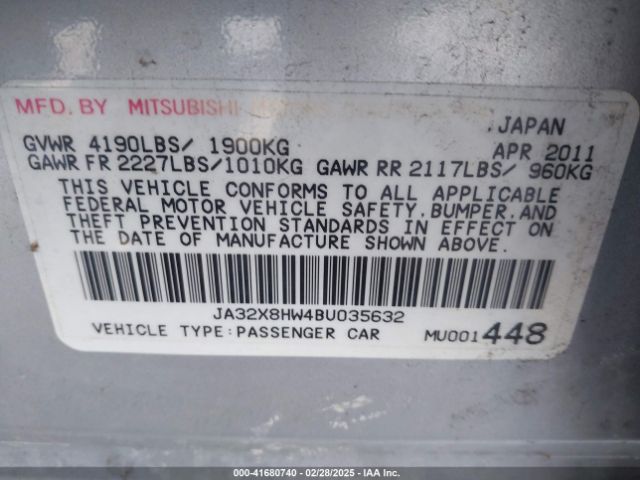 MFD. BY MITSUBISHI
JAPAN
GVWR 4190LBS/ 1900KG APR 2011
GAWR FR 2227LBS/1010KG GAWR RR 2117LBS/ 960KG
THIS VEHICLE CONFORMS TO ALL APPLICABLE
FEDERAL MOTOR VEHICLE SAFETY, BUMPER, AND
THEFT PREVENTION STANDARDS IN EFFECT ON
THE DATE OF MANUFACTURE SHOWN ABOVE.
JA32X8HW4BU035632
VEHICLE TYPE:PASSENGER CAR MU001448
000-41680740 - 02/28/2025 - IAA Inc.